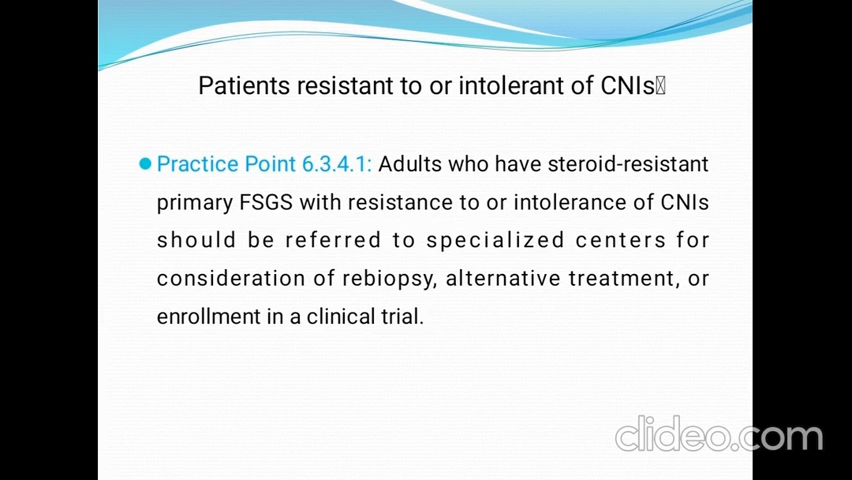 Patients resistant to or intolerant of CNIs
Practice Point 6.3.4.1: Adults who have steroid-resistant
primary FSGS with resistance to or intolerance of CNIs
should be referred to specialized centers for
consideration of rebiopsy, alternative treatment, or
enrollment in a clinical trial.
clideo.com